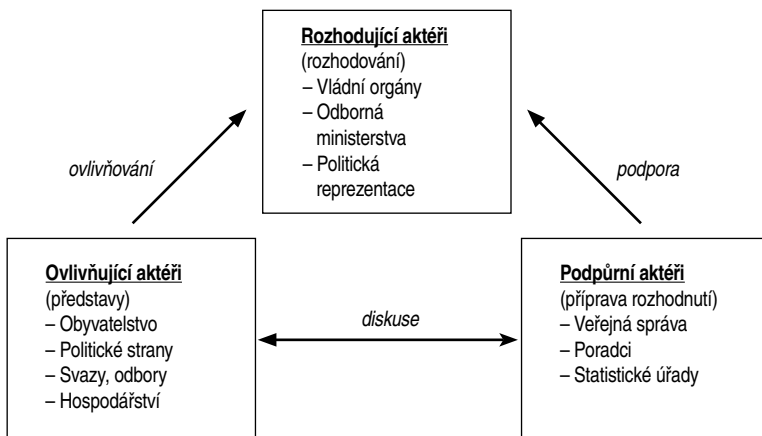 Rozhodující aktéři
(rozhodování)
– Vládní orgány
– Odborná
ministerstva
– Politická
reprezentace
ovlivňování
podpora
Ovlivňující aktéři
(představy)
– Obyvatelstvo
– Politické strany
– Svazy, odbory
– Hospodářství
diskuse
Podpůrní aktéři
(příprava rozhodnutí)
– Veřejná správa
– Poradci
– Statistické úřady